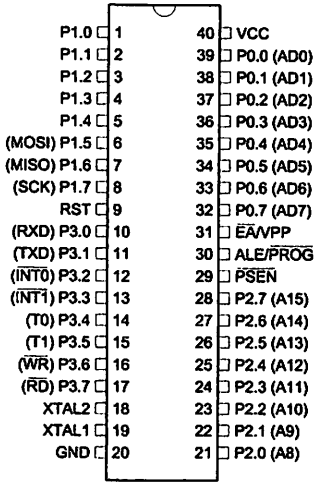 P1.0 1 40 VCC
P1.1 2 39 P0.0 (AD0)
P1.2 3 38 P0.1 (AD1)
P1.3 4 37 P0.2 (AD2)
P1.4 5 36 P0.3 (AD3)
(MOSI) P1.5 6 35 P0.4 (AD4)
(MISO) P1.6 7 34 P0.5 (AD5)
(SCK) P1.7 8 33 P0.6 (AD6)
RST 9 32 P0.7 (AD7)
(RXD) P3.0 10 31 E̅A̅/VPP
(TXD) P3.1 11 30 ALE/P̅R̅O̅G̅
(I̅N̅T̅0̅) P3.2 12 29 P̅S̅E̅N̅
(I̅N̅T̅1̅) P3.3 13 28 P2.7 (A15)
(T0) P3.4 14 27 P2.6 (A14)
(T1) P3.5 15 26 P2.5 (A13)
(W̅R̅) P3.6 16 25 P2.4 (A12)
(R̅D̅) P3.7 17 24 P2.3 (A11)
XTAL2 18 23 P2.2 (A10)
XTAL1 19 22 P2.1 (A9)
GND 20 21 P2.0 (A8)